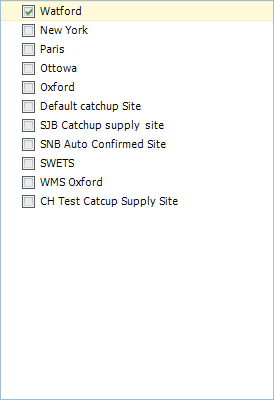 Watford
New York
Paris
Ottowa
Oxford
Default catchup Site
SJB Catchup supply site
SNB Auto Confirmed Site
SWETS
WMS Oxford
CH Test Catcup Supply Site